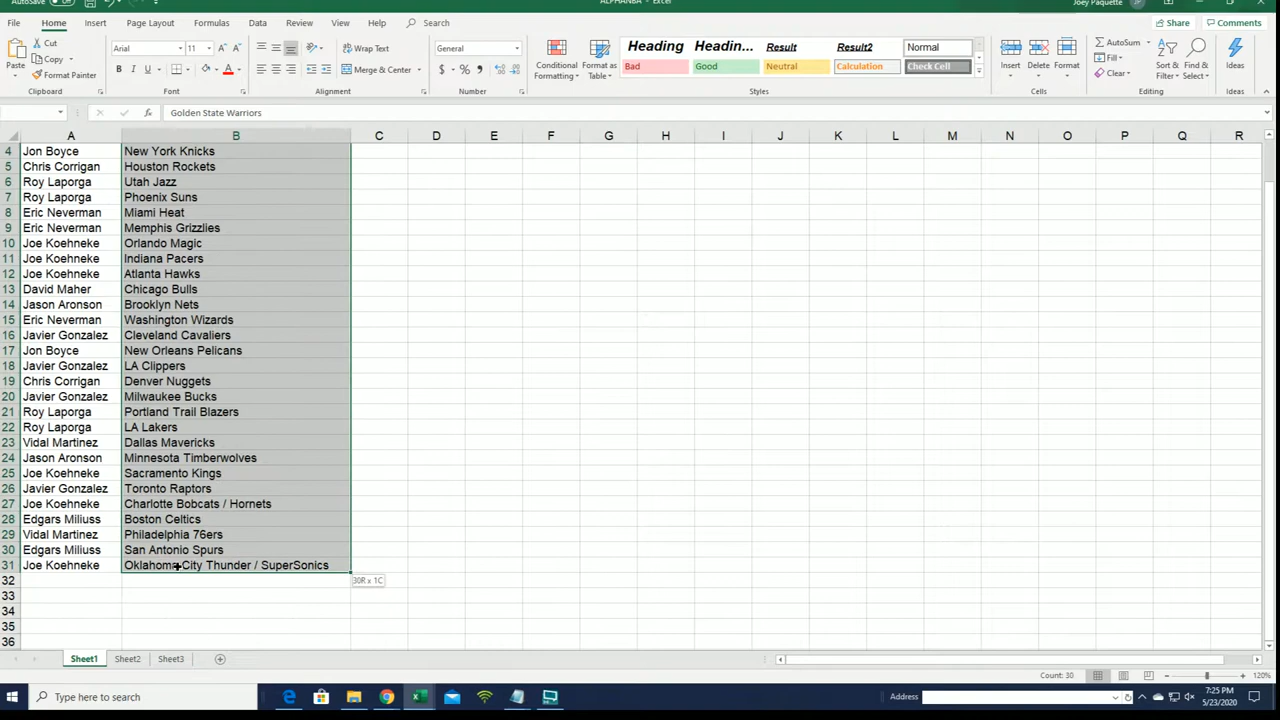 AutoSave Off ALPHANBA - Excel Joey Paquette JP
File Home Insert Page Layout Formulas Data Review View Help Search Share Comments
Paste Cut Copy Format Painter Clipboard
Arial 11 A A B I U A Font
Wrap Text Merge & Center Alignment
General $ % , Number
Conditional Formatting Format as Table
Heading Headin... Result Result2 Normal
Bad Good Neutral Calculation Check Cell
Styles
Insert Delete Format Cells
AutoSum Fill Clear Sort & Filter Find & Select Editing
Ideas Ideas
fx Golden State Warriors
A B C D E F G H I J K L M N O P Q R
4 Jon Boyce New York Knicks
5 Chris Corrigan Houston Rockets
6 Roy Laporga Utah Jazz
7 Roy Laporga Phoenix Suns
8 Eric Neverman Miami Heat
9 Eric Neverman Memphis Grizzlies
10 Joe Koehneke Orlando Magic
11 Joe Koehneke Indiana Pacers
12 Joe Koehneke Atlanta Hawks
13 David Maher Chicago Bulls
14 Jason Aronson Brooklyn Nets
15 Eric Neverman Washington Wizards
16 Javier Gonzalez Cleveland Cavaliers
17 Jon Boyce New Orleans Pelicans
18 Javier Gonzalez LA Clippers
19 Chris Corrigan Denver Nuggets
20 Javier Gonzalez Milwaukee Bucks
21 Roy Laporga Portland Trail Blazers
22 Roy Laporga LA Lakers
23 Vidal Martinez Dallas Mavericks
24 Jason Aronson Minnesota Timberwolves
25 Joe Koehneke Sacramento Kings
26 Javier Gonzalez Toronto Raptors
27 Joe Koehneke Charlotte Bobcats / Hornets
28 Edgars Miliuss Boston Celtics
29 Vidal Martinez Philadelphia 76ers
30 Edgars Miliuss San Antonio Spurs
31 Joe Koehneke Oklahoma City Thunder / SuperSonics
32 30R x 1C
33
34
35
36
Sheet1 Sheet2 Sheet3
Count: 30 120%
Type here to search Address 7:25 PM
5/23/2020